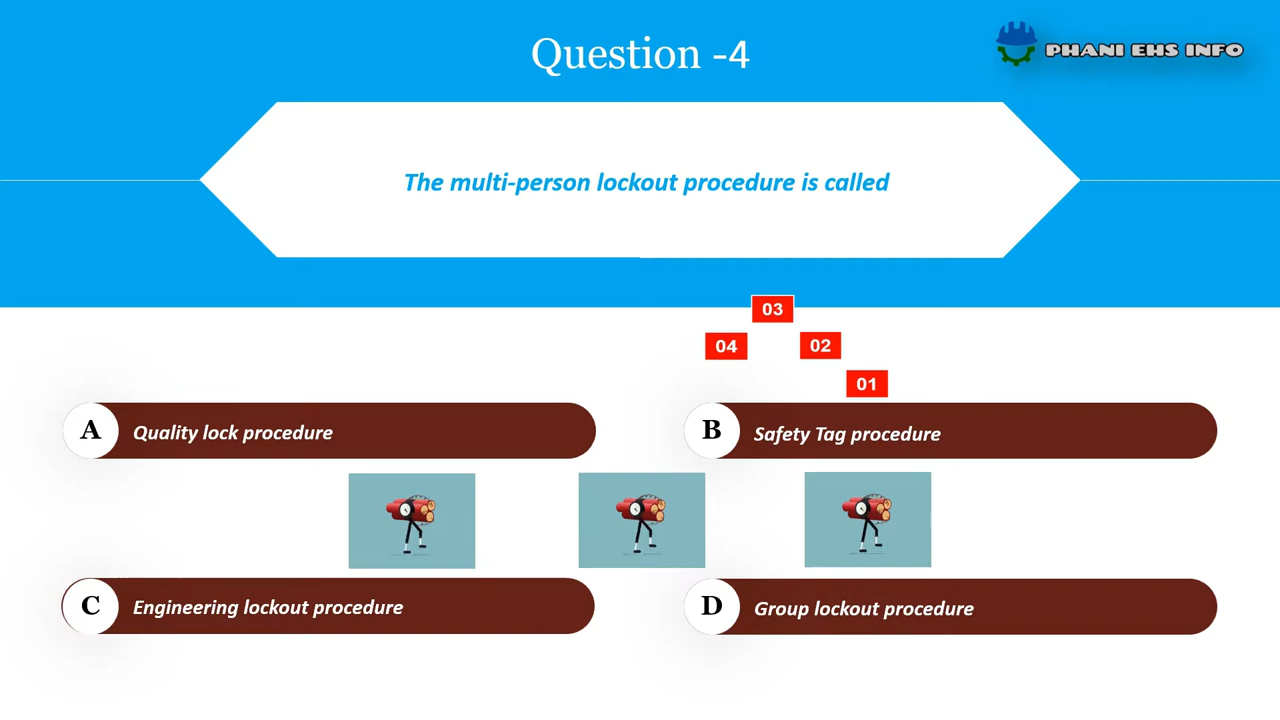 Question -4
PHANI EHS INFO
The multi-person lockout procedure is called
03
04
02
01
A
Quality lock procedure
B
Safety Tag procedure
C
Engineering lockout procedure
D
Group lockout procedure